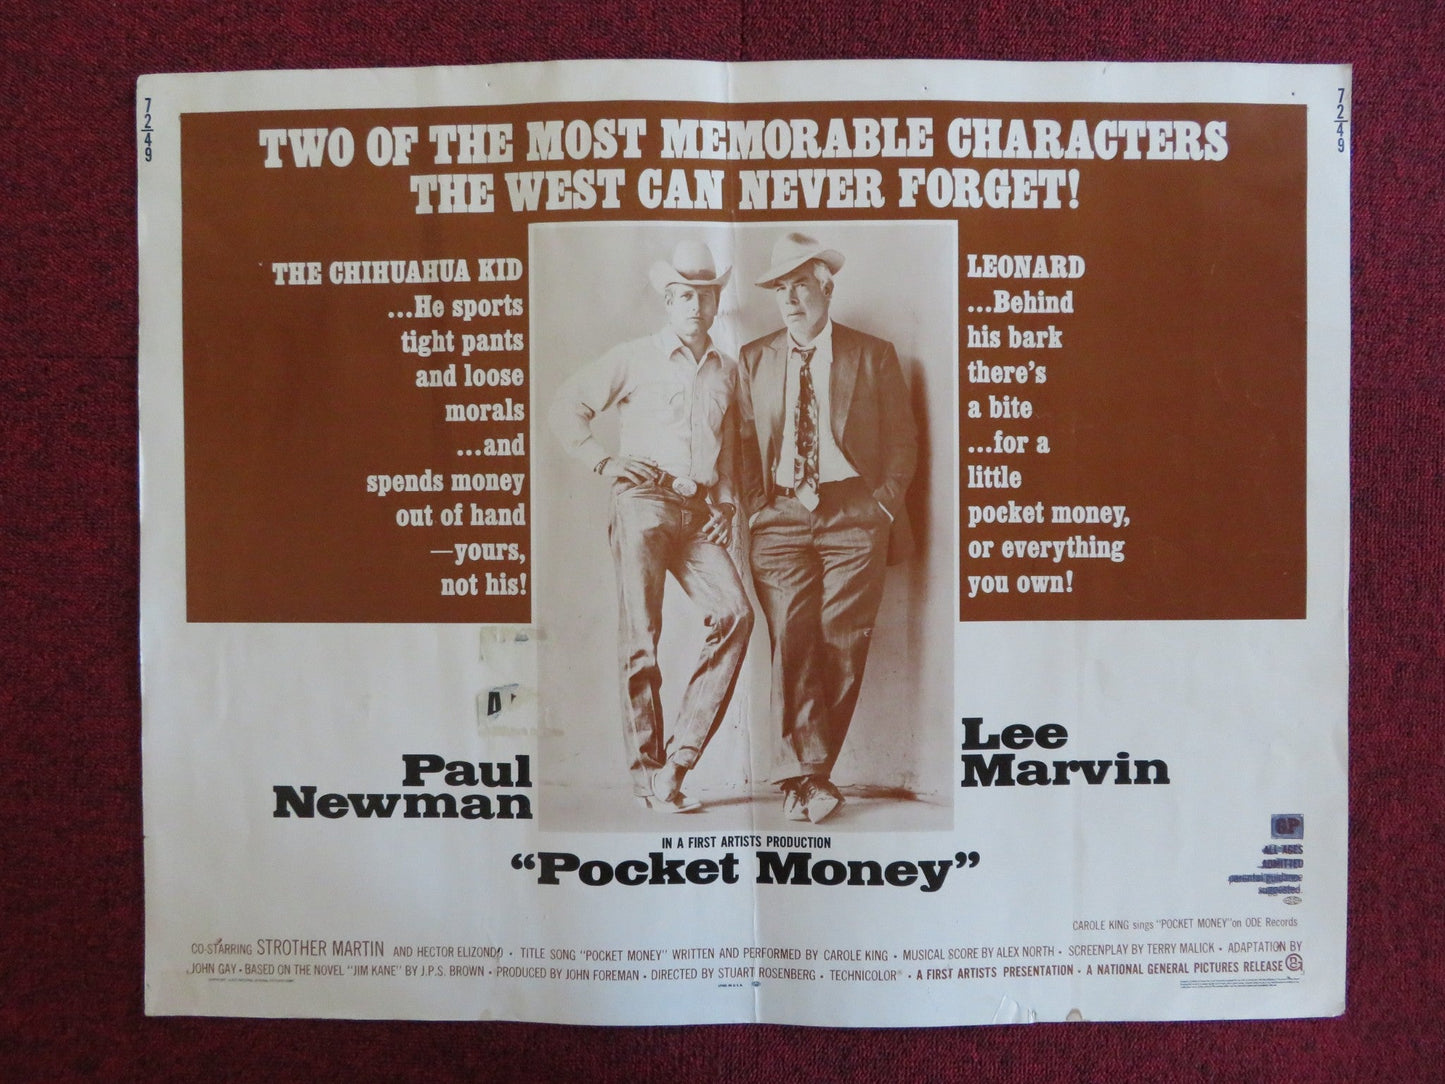 72-49
72-49
TWO OF THE MOST MEMORABLE CHARACTERS
THE WEST CAN NEVER FORGET!
THE CHIHUAHUA KID
...He sports
tight pants
and loose
morals
...and
spends money
out of hand
—yours,
not his!
LEONARD
...Behind
his bark
there's
a bite
...for a
little
pocket money,
or everything
you own!
Paul
Newman
Lee
Marvin
IN A FIRST ARTISTS PRODUCTION
"Pocket Money"
GP
ALL AGES
ADMITTED
parental guidance
suggested
CAROLE KING sings "POCKET MONEY" on ODE Records
CO-STARRING STROTHER MARTIN AND HECTOR ELIZONDO · TITLE SONG "POCKET MONEY" WRITTEN AND PERFORMED BY CAROLE KING · MUSICAL SCORE BY ALEX NORTH · SCREENPLAY BY TERRY MALICK · ADAPTATION BY
JOHN GAY · BASED ON THE NOVEL "JIM KANE" BY J.P.S. BROWN · PRODUCED BY JOHN FOREMAN · DIRECTED BY STUART ROSENBERG · TECHNICOLOR® · A FIRST ARTISTS PRESENTATION · A NATIONAL GENERAL PICTURES RELEASE